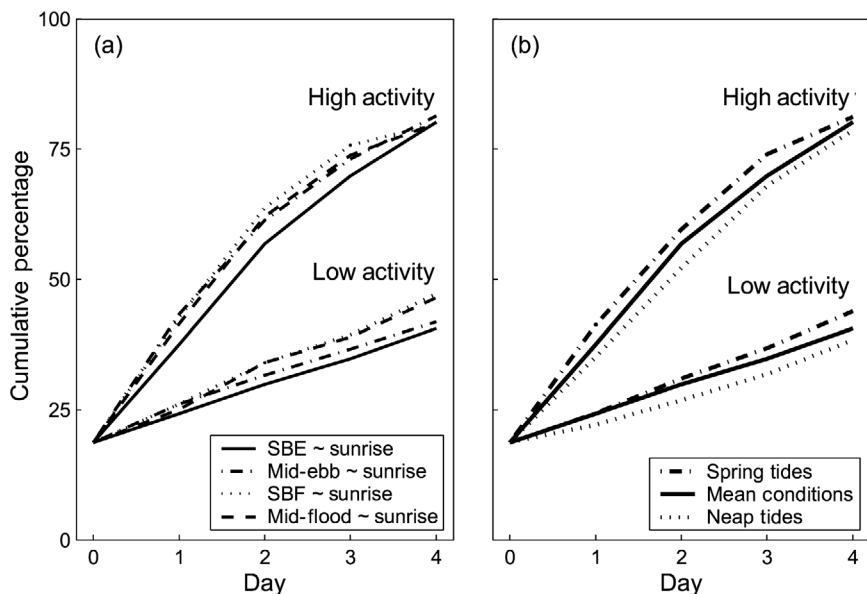 Cumulative percentage
100
75
50
25
0
(a)
High activity
Low activity
SBE ~ sunrise
Mid-ebb ~ sunrise
SBF ~ sunrise
Mid-flood ~ sunrise
0 1 2 3 4
Day
(b)
High activity
Low activity
Spring tides
Mean conditions
Neap tides
0 1 2 3 4
Day